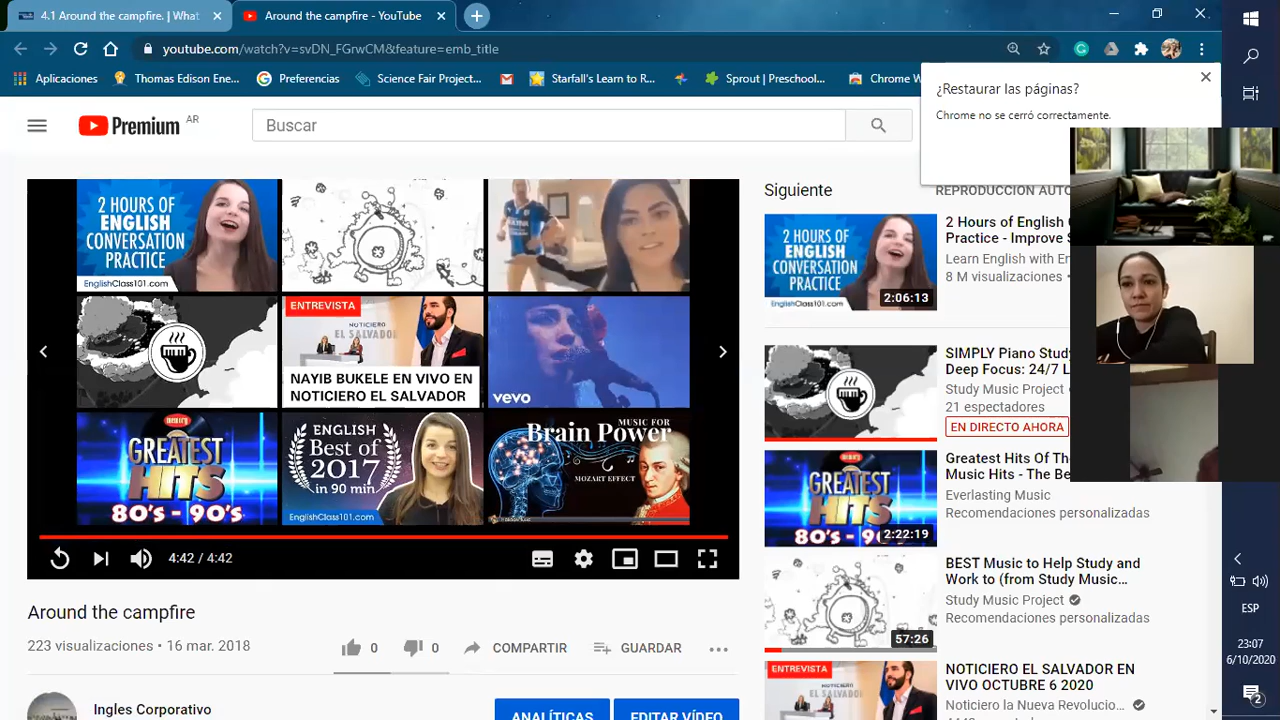 4.1 Around the campfire. | What
Around the campfire - YouTube
youtube.com/watch?v=svDN_FGrwCM&feature=emb_title
Aplicaciones
Thomas Edison Ene...
Preferencias
Science Fair Project...
Starfall's Learn to R...
Sprout | Preschool...
Chrome W
¿Restaurar las páginas?
Chrome no se cerró correctamente.
Premium AR
Buscar
2 HOURS OF
ENGLISH
CONVERSATION
PRACTICE
EnglishClass101.com
ENTREVISTA
NOTICIERO
EL SALVADOR
NAYIB BUKELE EN VIVO EN
NOTICIERO EL SALVADOR
vevo
GREATEST
HITS
80's - 90's
ENGLISH
Best of
2017
in 90 min
EnglishClass101.com
MUSIC FOR
Brain Power
MOZART EFFECT
4:42 / 4:42
Around the campfire
223 visualizaciones • 16 mar. 2018
0
0
COMPARTIR
GUARDAR
Ingles Corporativo
ANALÍTICAS
EDITAR VÍDEO
Siguiente
REPRODUCCIÓN AUTO
2 HOURS OF
ENGLISH
CONVERSATION
PRACTICE
EnglishClass101.com
2:06:13
2 Hours of English
Practice - Improve
Learn English with En
8 M visualizaciones •
SIMPLY Piano Study
Deep Focus: 24/7 L
Study Music Project
21 espectadores
EN DIRECTO AHORA
GREATEST
HITS
80's - 90's
2:22:19
Greatest Hits Of Th
Music Hits - The Be
Everlasting Music
Recomendaciones personalizadas
57:26
BEST Music to Help Study and
Work to (from Study Music...
Study Music Project
Recomendaciones personalizadas
ENTREVISTA
NOTICIERO EL SALVADOR EN
VIVO OCTUBRE 6 2020
Noticiero la Nueva Revolucio...
ESP
23:07
6/10/2020
2